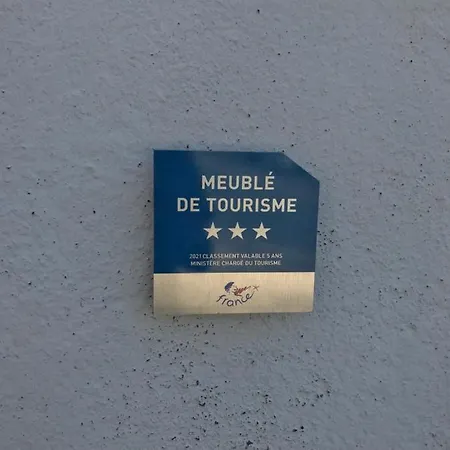 MEUBLÉ
DE TOURISME
2021 CLASSEMENT VALABLE 5 ANS
MINISTÈRE CHARGÉ DU TOURISME
france